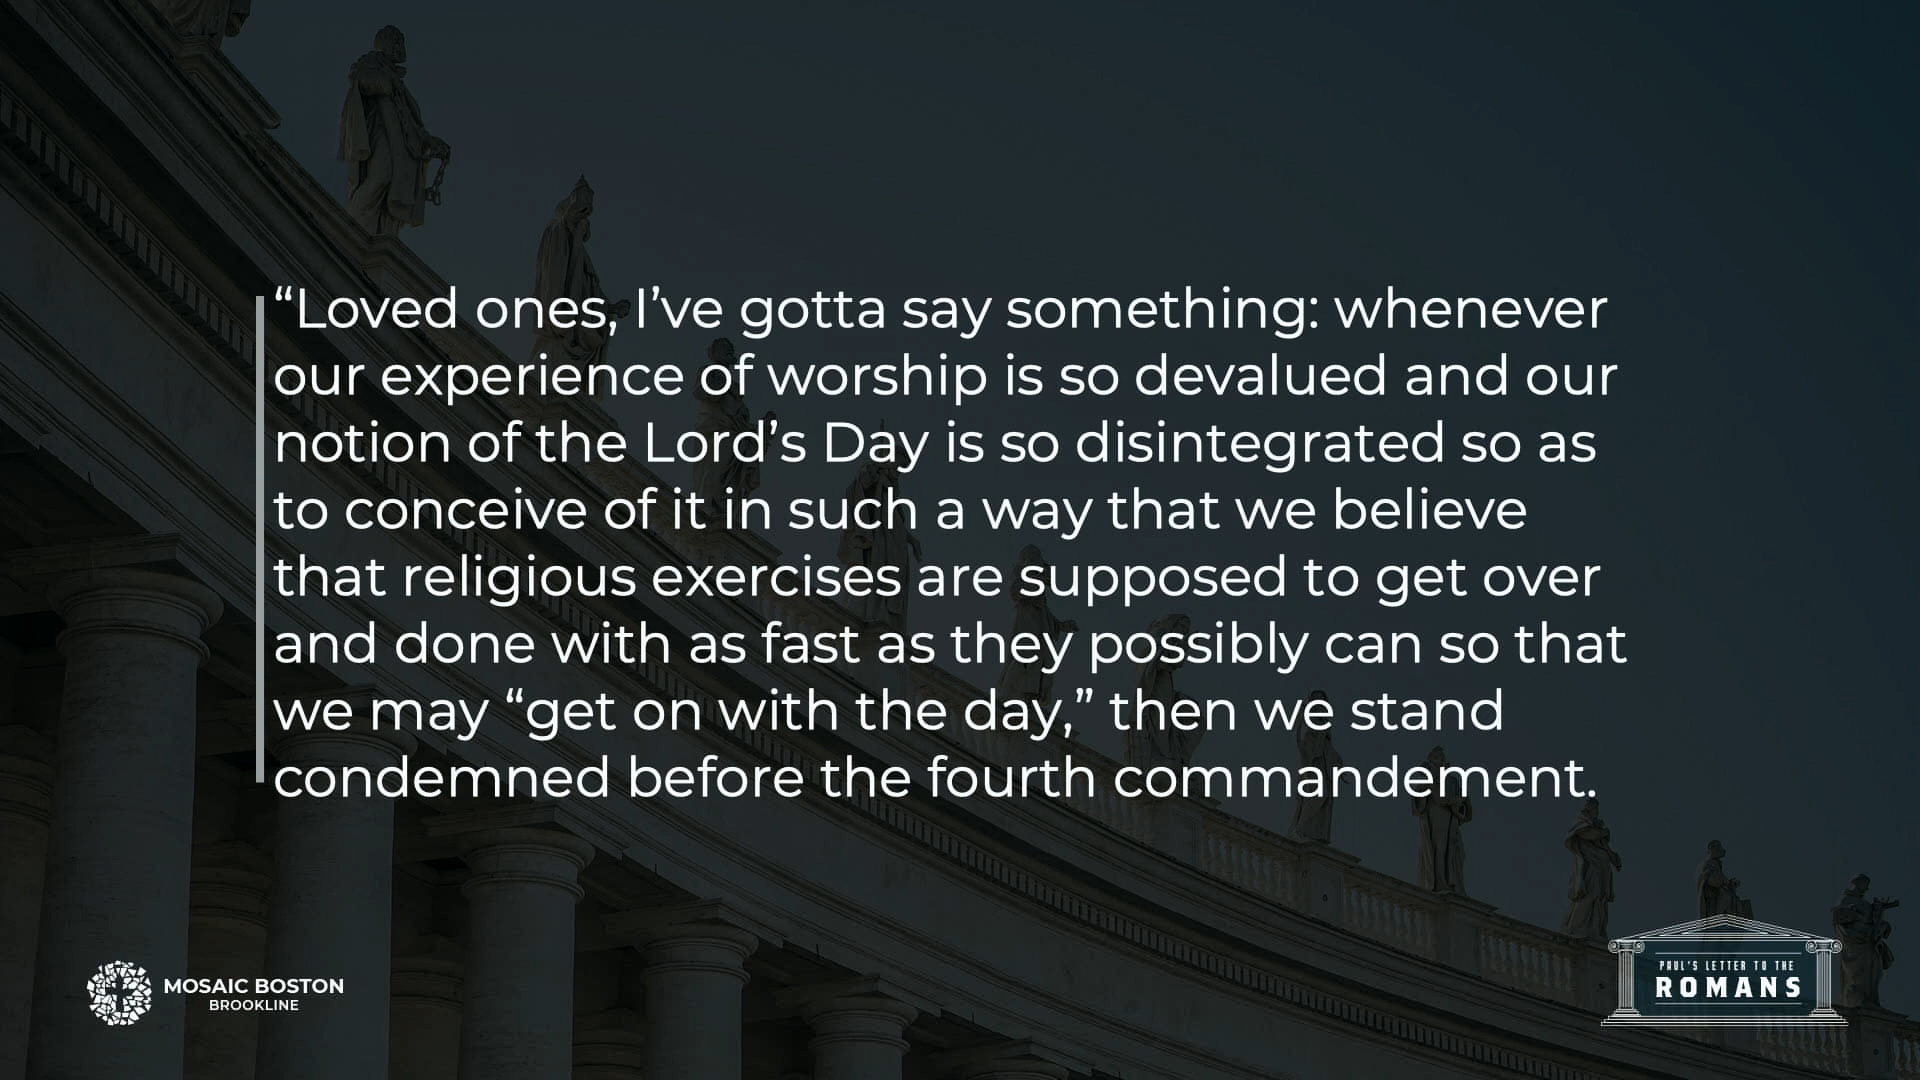 “Loved ones, I’ve gotta say something: whenever
our experience of worship is so devalued and our
notion of the Lord’s Day is so disintegrated so as
to conceive of it in such a way that we believe
that religious exercises are supposed to get over
and done with as fast as they possibly can so that
we may “get on with the day,” then we stand
condemned before the fourth commandement.
MOSAIC BOSTON
BROOKLINE
PAUL'S LETTER TO THE
ROMANS